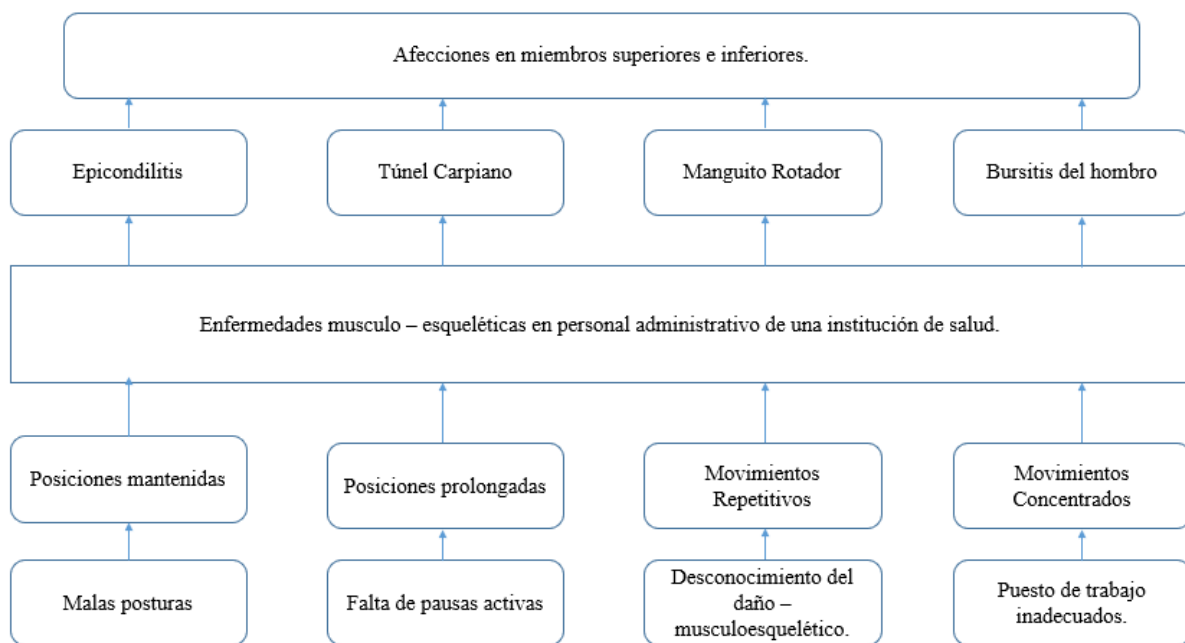 Afecciones en miembros superiores e inferiores.
Epicondilitis
Túnel Carpiano
Manguito Rotador
Bursitis del hombro
Enfermedades musculo – esqueléticas en personal administrativo de una institución de salud.
Posiciones mantenidas
Posiciones prolongadas
Movimientos
Repetitivos
Movimientos
Concentrados
Malas posturas
Falta de pausas activas
Desconocimiento del
daño –
musculoesquelético.
Puesto de trabajo
inadecuados.